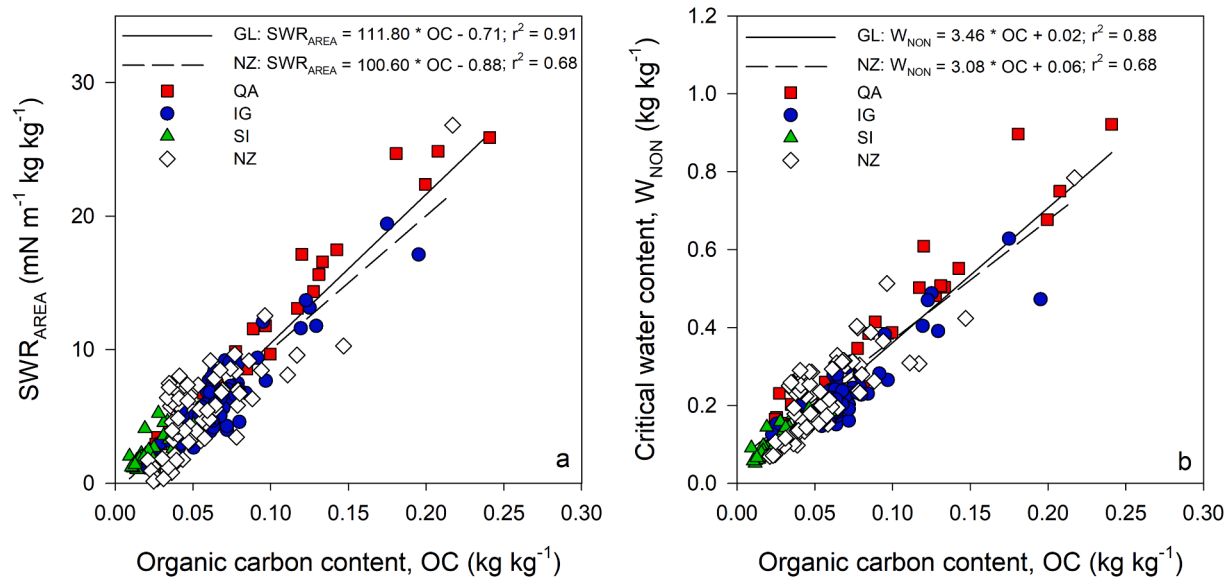 GL: SWR_AREA = 111.80 * OC - 0.71; r² = 0.91
NZ: SWR_AREA = 100.60 * OC - 0.88; r² = 0.68
QA
IG
SI
NZ
SWR_AREA (mN m⁻¹ kg kg⁻¹)
30
20
10
0
a
0.00 0.05 0.10 0.15 0.20 0.25 0.30
Organic carbon content, OC (kg kg⁻¹)
GL: W_NON = 3.46 * OC + 0.02; r² = 0.88
NZ: W_NON = 3.08 * OC + 0.06; r² = 0.68
QA
IG
SI
NZ
Critical water content, W_NON (kg kg⁻¹)
1.2
1.0
0.8
0.6
0.4
0.2
0.0
b
0.00 0.05 0.10 0.15 0.20 0.25 0.30
Organic carbon content, OC (kg kg⁻¹)